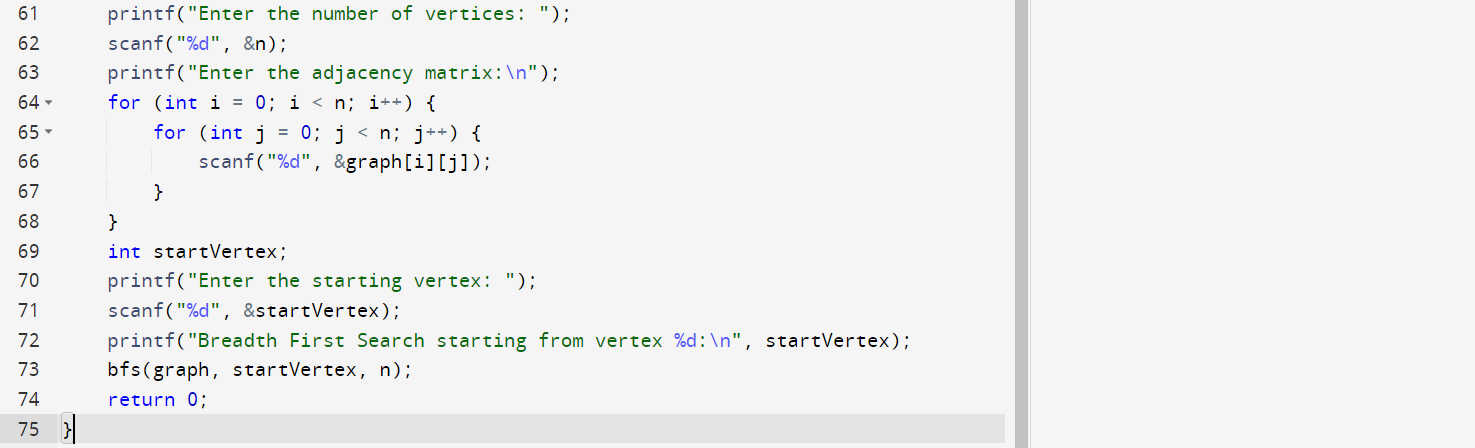 61 printf("Enter the number of vertices: ");
62 scanf("%d", &n);
63 printf("Enter the adjacency matrix:\n");
64 for (int i = 0; i < n; i++) {
65 for (int j = 0; j < n; j++) {
66 scanf("%d", &graph[i][j]);
67 }
68 }
69 int startVertex;
70 printf("Enter the starting vertex: ");
71 scanf("%d", &startVertex);
72 printf("Breadth First Search starting from vertex %d:\n", startVertex);
73 bfs(graph, startVertex, n);
74 return 0;
75 }